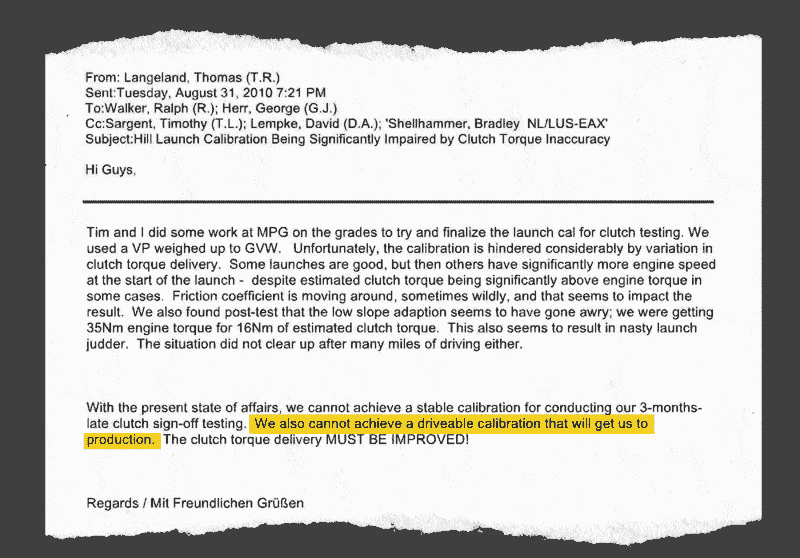 From: Langeland, Thomas (T.R.)
Sent:Tuesday, August 31, 2010 7:21 PM
To:Walker, Ralph (R.); Herr, George (G.J.)
Cc:Sargent, Timothy (T.L.); Lempke, David (D.A.); 'Shellhammer, Bradley  NL/LUS-EAX'
Subject:Hill Launch Calibration Being Significantly Impaired by Clutch Torque Inaccuracy
Hi Guys,
Tim and I did some work at MPG on the grades to try and finalize the launch cal for clutch testing. We
used a VP weighed up to GVW.   Unfortunately, the calibration is hindered considerably by variation in
clutch torque delivery.  Some launches are good, but then others have significantly more engine speed
at the start of the launch -  despite estimated clutch torque being significantly above engine torque in
some cases.  Friction coefficient is moving around, sometimes wildly, and that seems to impact the
result.  We also found post-test that the low slope adaption seems to have gone awry; we were getting
35Nm engine torque for 16Nm of estimated clutch torque.  This also seems to result in nasty launch
judder.  The situation did not clear up after many miles of driving either.
With the present state of affairs, we cannot achieve a stable calibration for conducting our 3-months-
late clutch sign-off testing.  We also cannot achieve a driveable calibration that will get us to
production.  The clutch torque delivery MUST BE IMPROVED!
Regards / Mit Freundlichen Grüßen